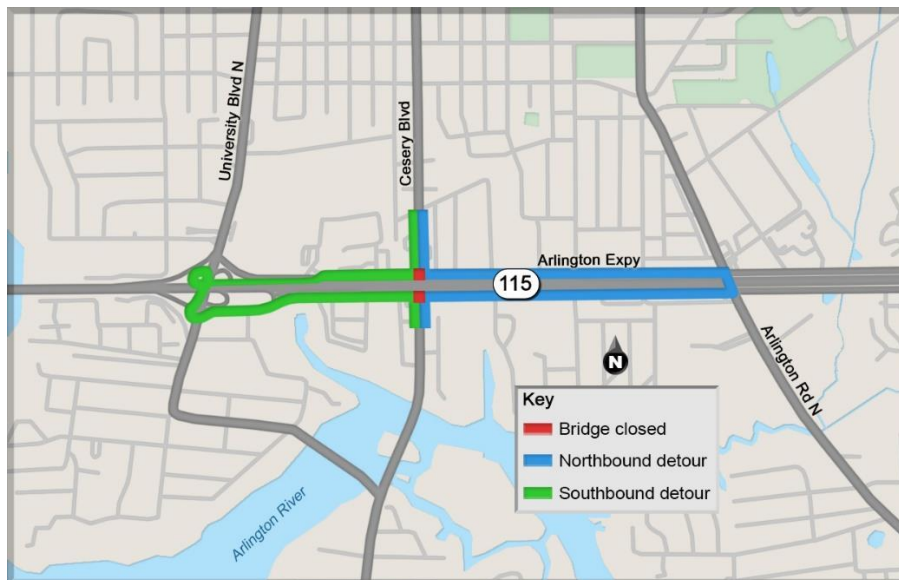 University Blvd N
Cesery Blvd
Arlington Expy
115
Arlington Rd N
N
Key
Bridge closed
Northbound detour
Southbound detour
Arlington River